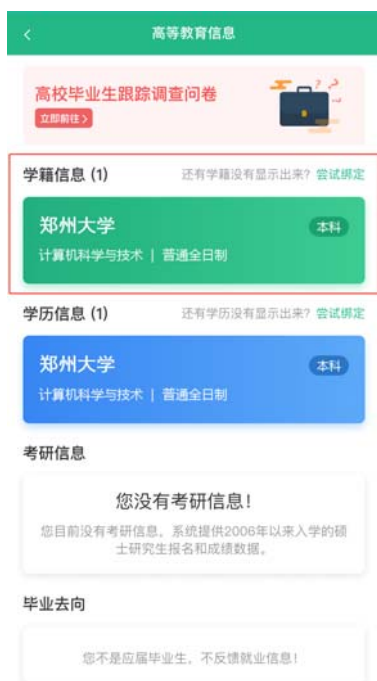 高等教育信息
高校毕业生跟踪调查问卷
立即前往>
学籍信息 (1) 还有学籍没有显示出来？尝试绑定
郑州大学 本科
计算机科学与技术 | 普通全日制
学历信息 (1) 还有学历没有显示出来？尝试绑定
郑州大学 本科
计算机科学与技术 | 普通全日制
考研信息
您没有考研信息！
您目前没有考研信息，系统提供2006年以来入学的硕
士研究生报名和成绩数据。
毕业去向
您不是应届毕业生，不反馈就业信息！